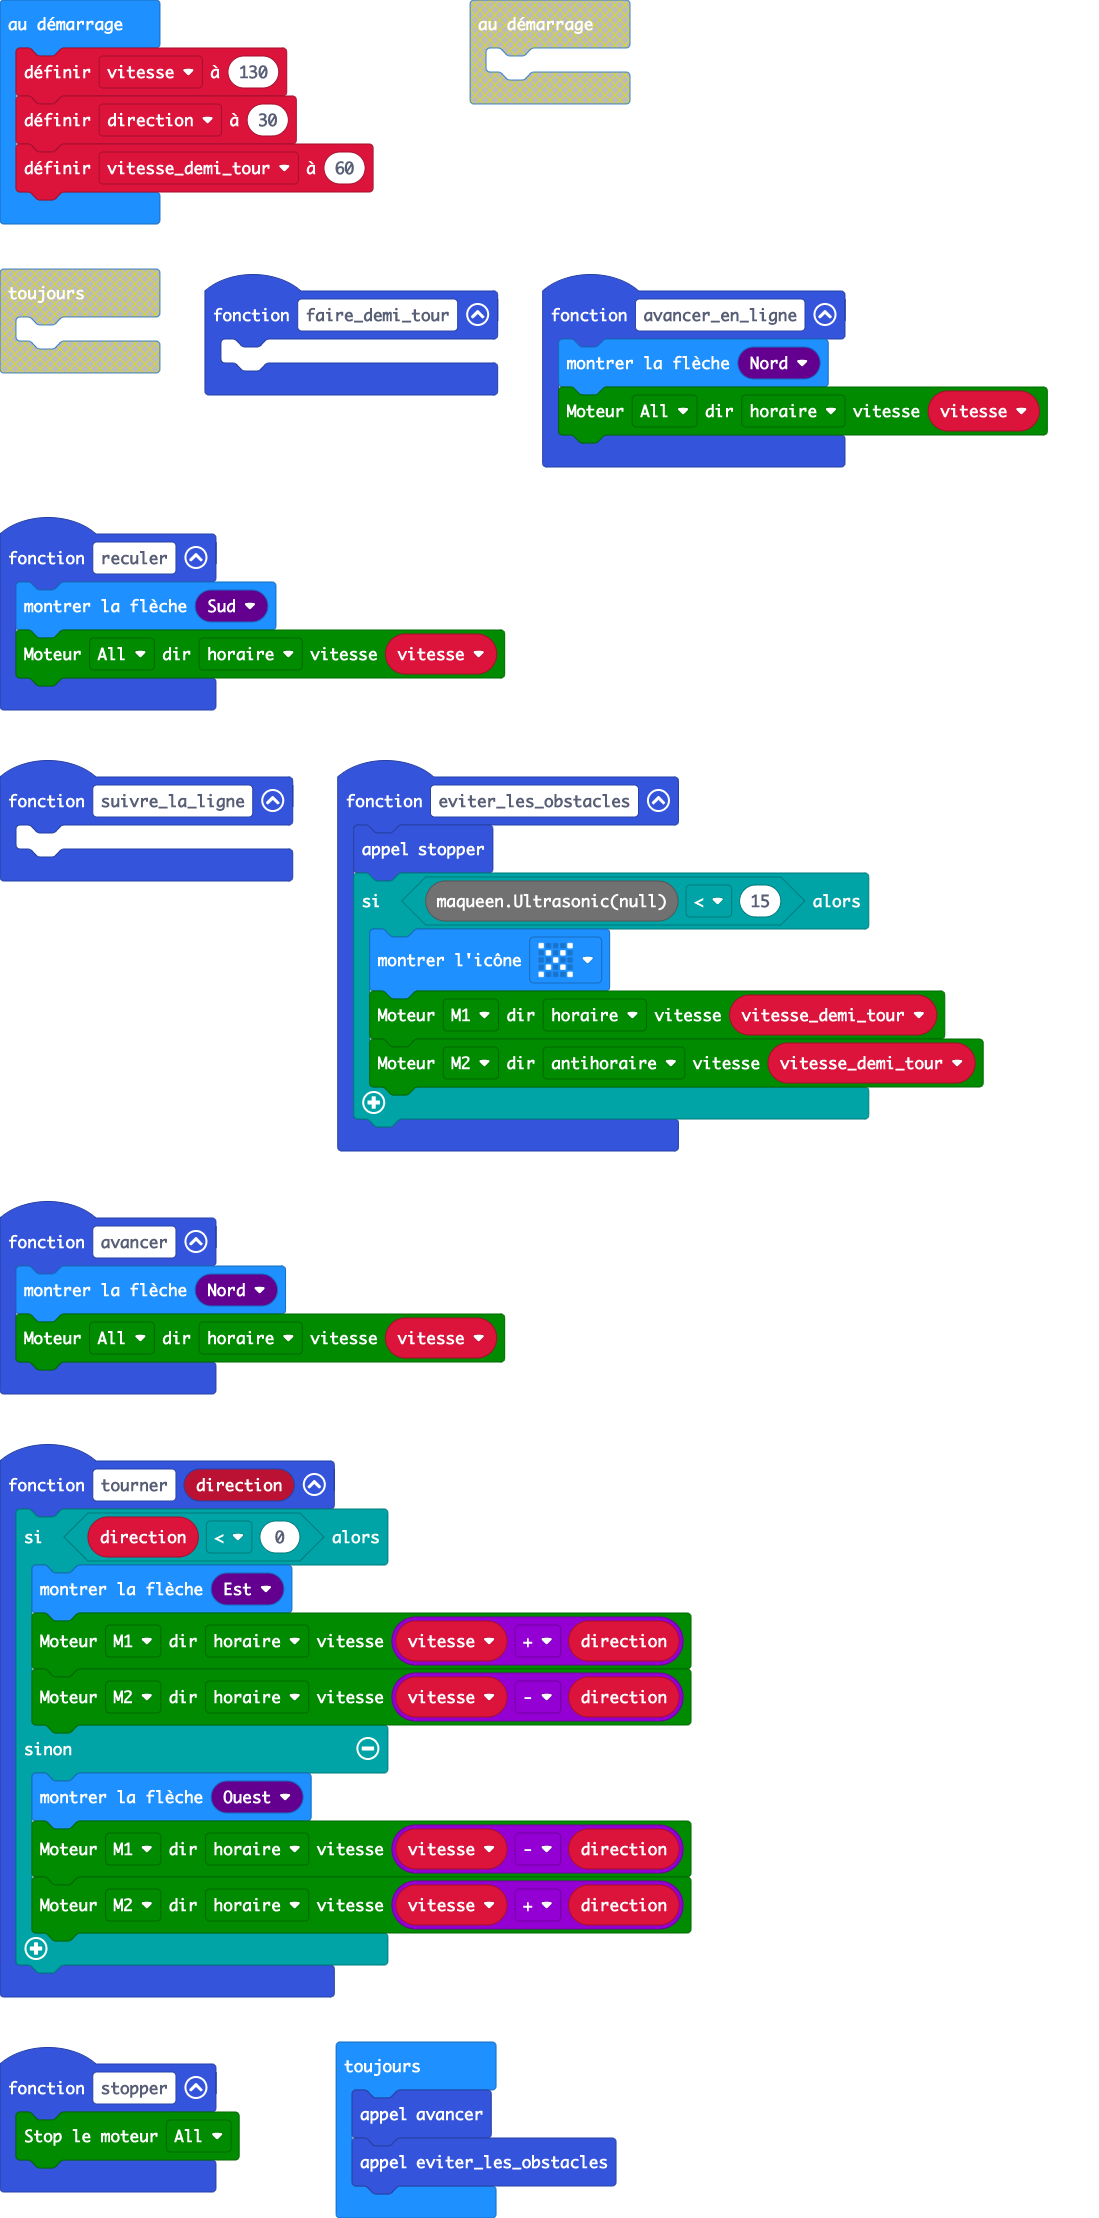 au démarrage
définir vitesse à 130
définir direction à 30
définir vitesse_demi_tour à 60
au démarrage
toujours
fonction faire_demi_tour
fonction avancer_en_ligne
montrer la flèche Nord
Moteur All dir horaire vitesse vitesse
fonction reculer
montrer la flèche Sud
Moteur All dir horaire vitesse vitesse
fonction suivre_la_ligne
fonction eviter_les_obstacles
appel stopper
si maqueen.Ultrasonic(null) < 15 alors
montrer l'icône
Moteur M1 dir horaire vitesse vitesse_demi_tour
Moteur M2 dir antihoraire vitesse vitesse_demi_tour
fonction avancer
montrer la flèche Nord
Moteur All dir horaire vitesse vitesse
fonction tourner direction
si direction < 0 alors
montrer la flèche Est
Moteur M1 dir horaire vitesse vitesse + direction
Moteur M2 dir horaire vitesse vitesse - direction
sinon
montrer la flèche Ouest
Moteur M1 dir horaire vitesse vitesse - direction
Moteur M2 dir horaire vitesse vitesse + direction
fonction stopper
Stop le moteur All
toujours
appel avancer
appel eviter_les_obstacles